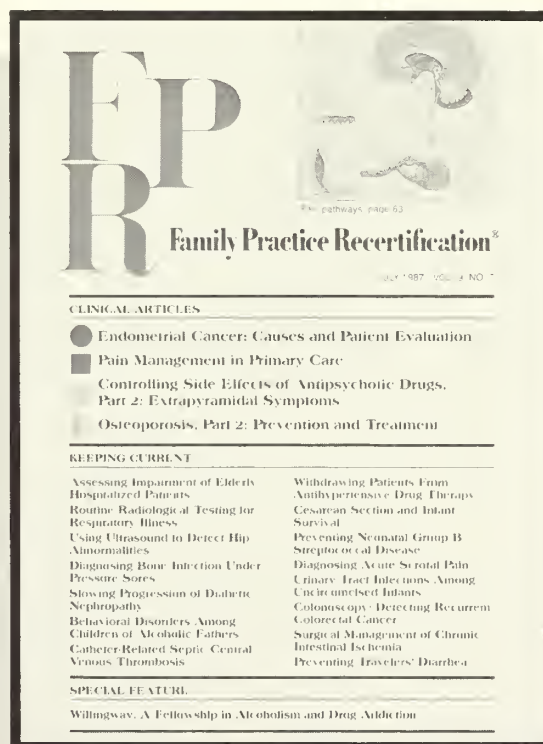 FP
R
pathways, page 63
Family Practice Recertification®
JULY 1987 VOL. 9 NO. 7
CLINICAL ARTICLES
Endometrial Cancer: Causes and Patient Evaluation
Pain Management in Primary Care
Controlling Side Effects of Antipsychotic Drugs,
Part 2: Extrapyramidal Symptoms
Osteoporosis, Part 2: Prevention and Treatment
KEEPING CURRENT
Assessing Impairment of Elderly
Hospitalized Patients
Routine Radiological Testing for
Respiratory Illness
Using Ultrasound to Detect Hip
Abnormalities
Diagnosing Bone Infection Under
Pressure Sores
Slowing Progression of Diabetic
Nephropathy
Behavioral Disorders Among
Children of Alcoholic Fathers
Catheter-Related Septic Central
Venous Thrombosis
Withdrawing Patients From
Antihypertensive Drug Therapy
Cesarean Section and Infant
Survival
Preventing Neonatal Group B
Streptococcal Disease
Diagnosing Acute Scrotal Pain
Urinary Tract Infections Among
Uncircumcised Infants
Colonoscopy: Detecting Recurrent
Colorectal Cancer
Surgical Management of Chronic
Intestinal Ischemia
Preventing Travelers' Diarrhea
SPECIAL FEATURE
Willingway, A Fellowship in Alcoholism and Drug Addiction